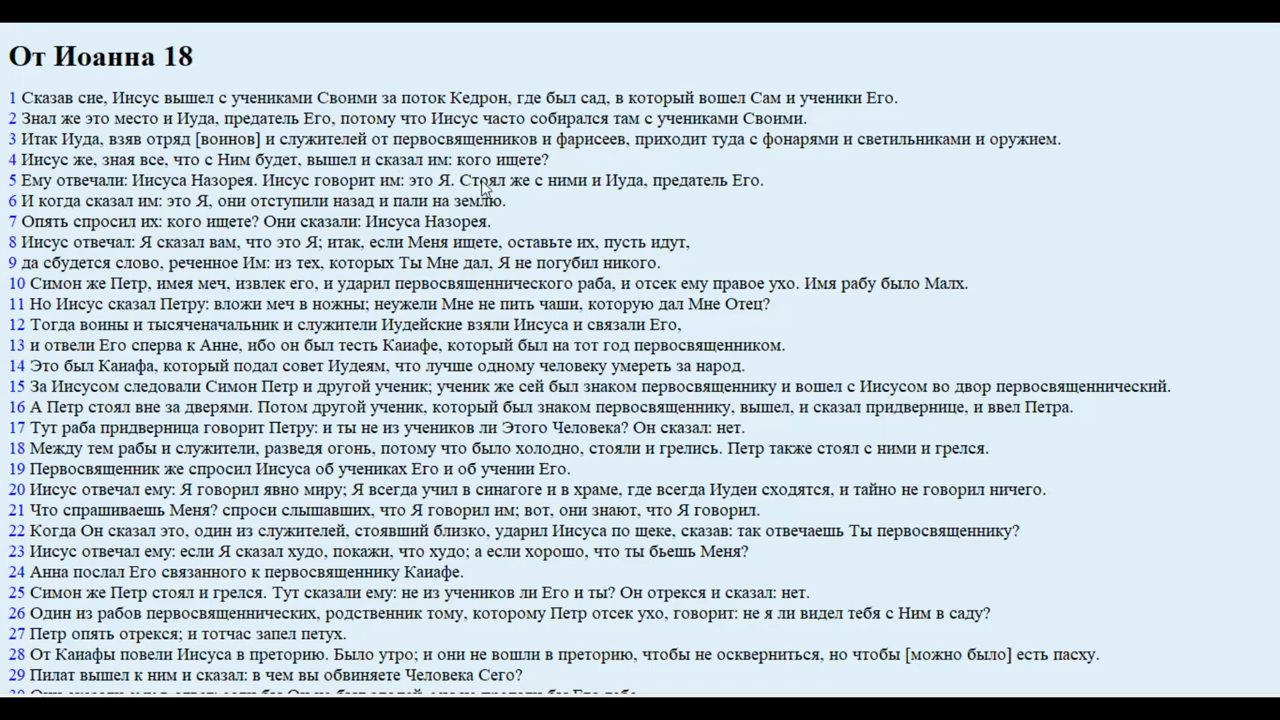 От Иоанна 18
1 Сказав сие, Иисус вышел с учениками Своими за поток Кедрон, где был сад, в который вошел Сам и ученики Его.
2 Знал же это место и Иуда, предатель Его, потому что Иисус часто собирался там с учениками Своими.
3 Итак Иуда, взяв отряд [воинов] и служителей от первосвященников и фарисеев, приходит туда с фонарями и светильниками и оружием.
4 Иисус же, зная все, что с Ним будет, вышел и сказал им: кого ищете?
5 Ему отвечали: Иисуса Назорея. Иисус говорит им: это Я. Стоял же с ними и Иуда, предатель Его.
6 И когда сказал им: это Я, они отступили назад и пали на землю.
7 Опять спросил их: кого ищете? Они сказали: Иисуса Назорея.
8 Иисус отвечал: Я сказал вам, что это Я; итак, если Меня ищете, оставьте их, пусть идут,
9 да сбудется слово, реченное Им: из тех, которых Ты Мне дал, Я не погубил никого.
10 Симон же Петр, имея меч, извлек его, и ударил первосвященнического раба, и отсек ему правое ухо. Имя рабу было Малх.
11 Но Иисус сказал Петру: вложи меч в ножны; неужели Мне не пить чаши, которую дал Мне Отец?
12 Тогда воины и тысяченачальник и служители Иудейские взяли Иисуса и связали Его,
13 и отвели Его сперва к Анне, ибо он был тесть Каиафе, который был на тот год первосвященником.
14 Это был Каиафа, который подал совет Иудеям, что лучше одному человеку умереть за народ.
15 За Иисусом следовали Симон Петр и другой ученик; ученик же сей был знаком первосвященнику и вошел с Иисусом во двор первосвященнический.
16 А Петр стоял вне за дверями. Потом другой ученик, который был знаком первосвященнику, вышел, и сказал придвернице, и ввел Петра.
17 Тут раба придверница говорит Петру: и ты не из учеников ли Этого Человека? Он сказал: нет.
18 Между тем рабы и служители, разведя огонь, потому что было холодно, стояли и грелись. Петр также стоял с ними и грелся.
19 Первосвященник же спросил Иисуса об учениках Его и об учении Его.
20 Иисус отвечал ему: Я говорил явно миру; Я всегда учил в синагоге и в храме, где всегда Иудеи сходятся, и тайно не говорил ничего.
21 Что спрашиваешь Меня? спроси слышавших, что Я говорил им; вот, они знают, что Я говорил.
22 Когда Он сказал это, один из служителей, стоявший близко, ударил Иисуса по щеке, сказав: так отвечаешь Ты первосвященнику?
23 Иисус отвечал ему: если Я сказал худо, покажи, что худо; а если хорошо, что ты бьешь Меня?
24 Анна послал Его связанного к первосвященнику Каиафе.
25 Симон же Петр стоял и грелся. Тут сказали ему: не из учеников ли Его и ты? Он отрекся и сказал: нет.
26 Один из рабов первосвященнических, родственник тому, которому Петр отсек ухо, говорит: не я ли видел тебя с Ним в саду?
27 Петр опять отрекся; и тотчас запел петух.
28 От Каиафы повели Иисуса в преторию. Было утро; и они не вошли в преторию, чтобы не оскверниться, но чтобы [можно было] есть пасху.
29 Пилат вышел к ним и сказал: в чем вы обвиняете Человека Сего?